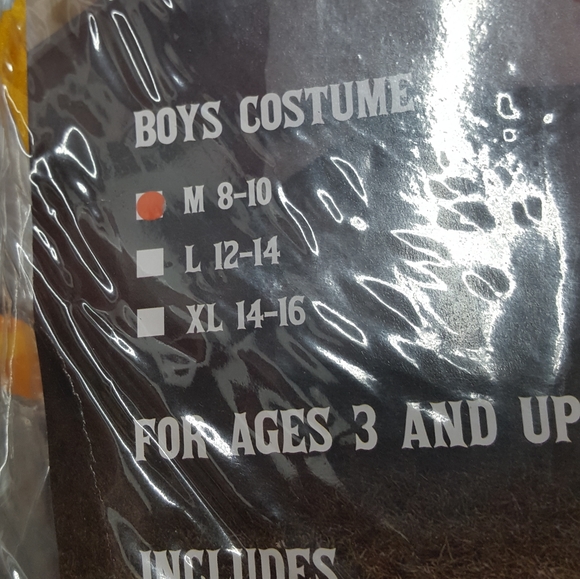 BOYS COSTUME
M 8-10
L 12-14
XL 14-16
FOR AGES 3 AND UP
INCLUDES